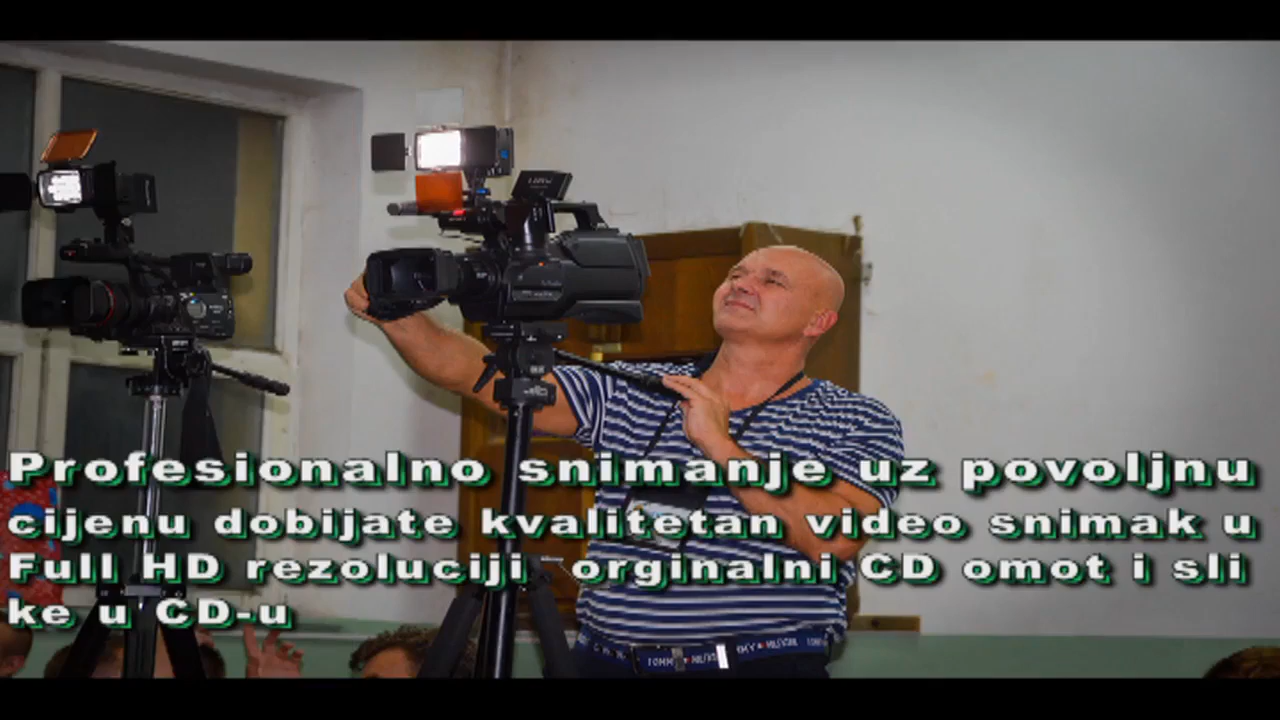 Profesionalno snimanje uz povoljnu
cijenu dobijate kvalitetan video snimak u
Full HD rezoluciji orginalni CD omot i sli
ke u CD-u